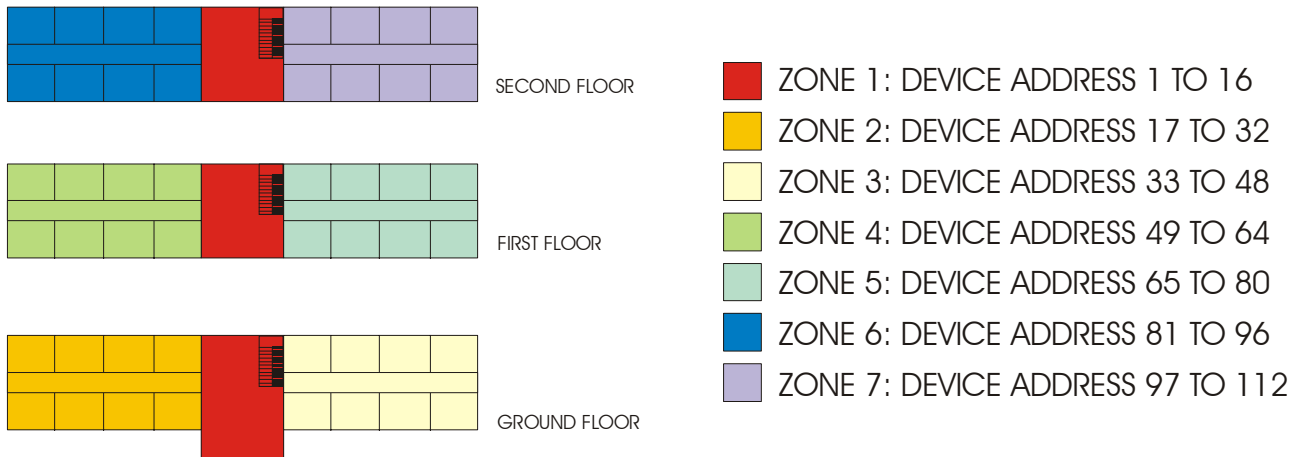 SECOND FLOOR
FIRST FLOOR
GROUND FLOOR
ZONE 1: DEVICE ADDRESS 1 TO 16
ZONE 2: DEVICE ADDRESS 17 TO 32
ZONE 3: DEVICE ADDRESS 33 TO 48
ZONE 4: DEVICE ADDRESS 49 TO 64
ZONE 5: DEVICE ADDRESS 65 TO 80
ZONE 6: DEVICE ADDRESS 81 TO 96
ZONE 7: DEVICE ADDRESS 97 TO 112